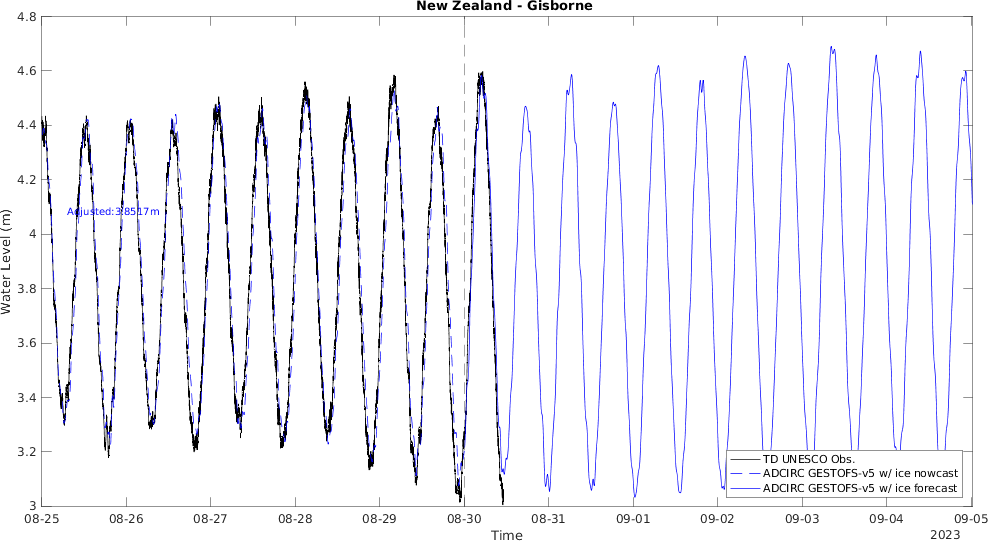 New Zealand - Gisborne
4.8
4.6
4.4
4.2
4
3.8
3.6
3.4
3.2
3
Water Level (m)
Adjusted:3.8517m
TD UNESCO Obs.
ADCIRC GESTOFS-v5 w/ ice nowcast
ADCIRC GESTOFS-v5 w/ ice forecast
08-25 08-26 08-27 08-28 08-29 08-30 08-31 09-01 09-02 09-03 09-04 09-05
Time
2023